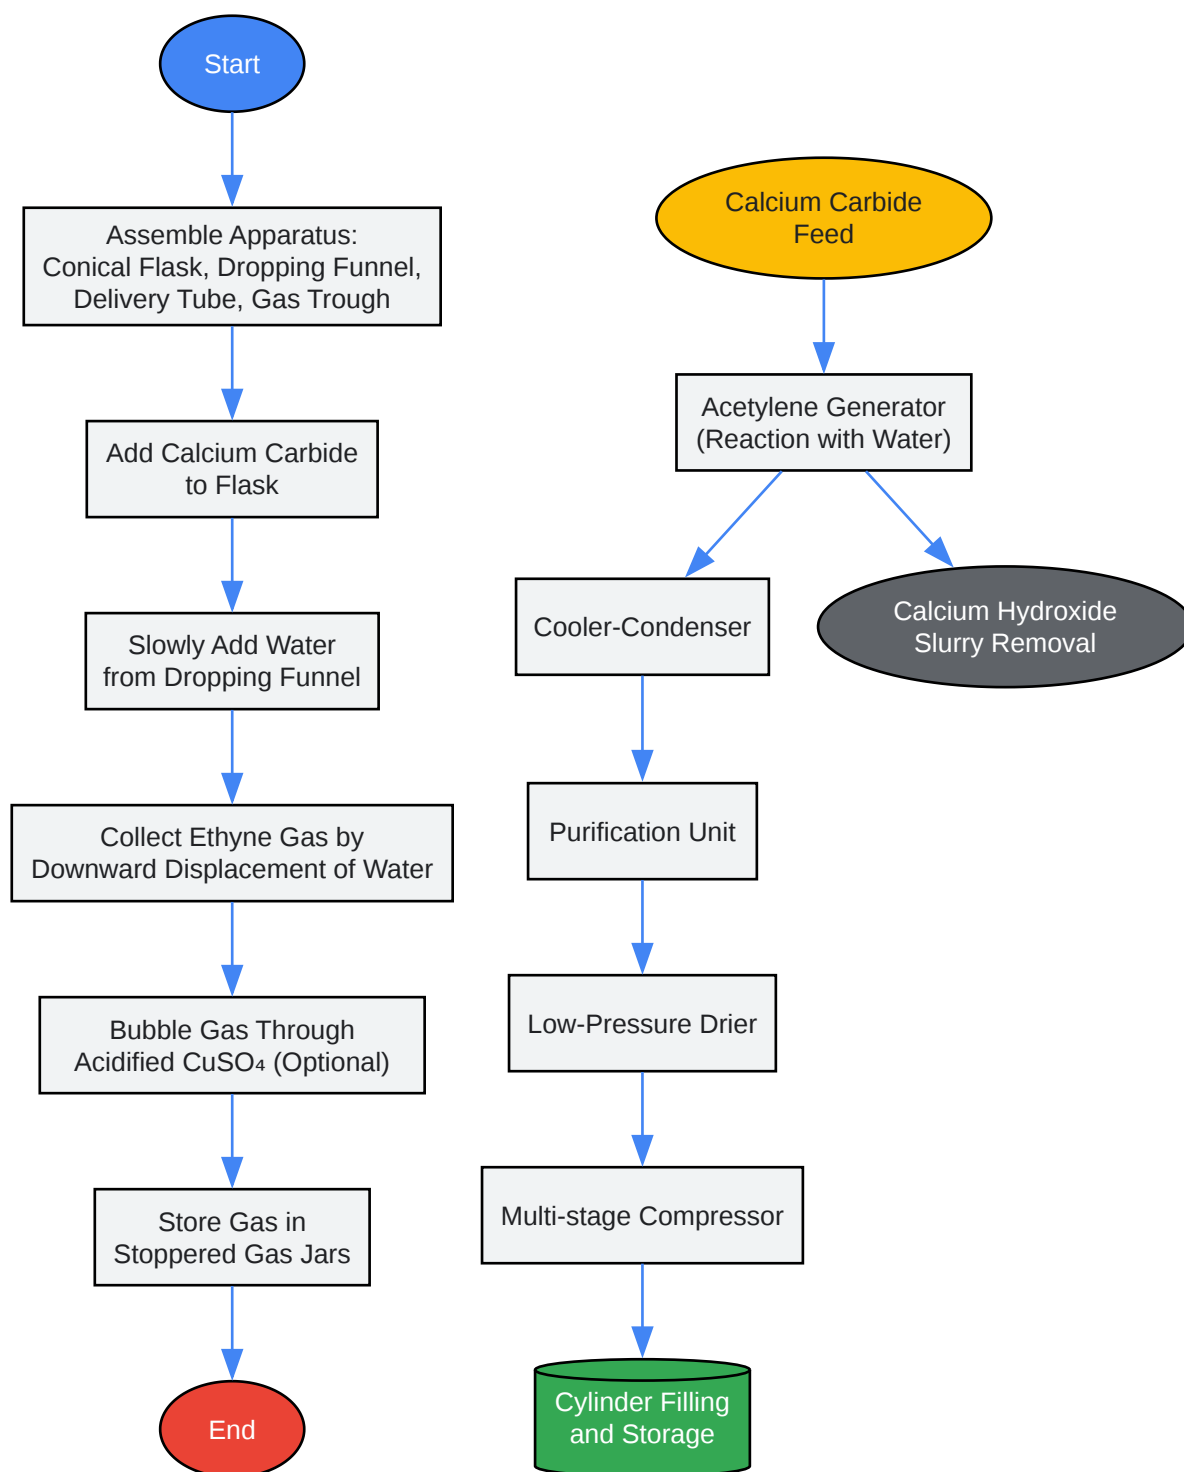 Start
Assemble Apparatus:
Conical Flask, Dropping Funnel,
Delivery Tube, Gas Trough
Add Calcium Carbide
to Flask
Slowly Add Water
from Dropping Funnel
Collect Ethyne Gas by
Downward Displacement of Water
Bubble Gas Through
Acidified CuSO₄ (Optional)
Store Gas in
Stoppered Gas Jars
End
Calcium Carbide
Feed
Acetylene Generator
(Reaction with Water)
Cooler-Condenser
Calcium Hydroxide
Slurry Removal
Purification Unit
Low-Pressure Drier
Multi-stage Compressor
Cylinder Filling
and Storage